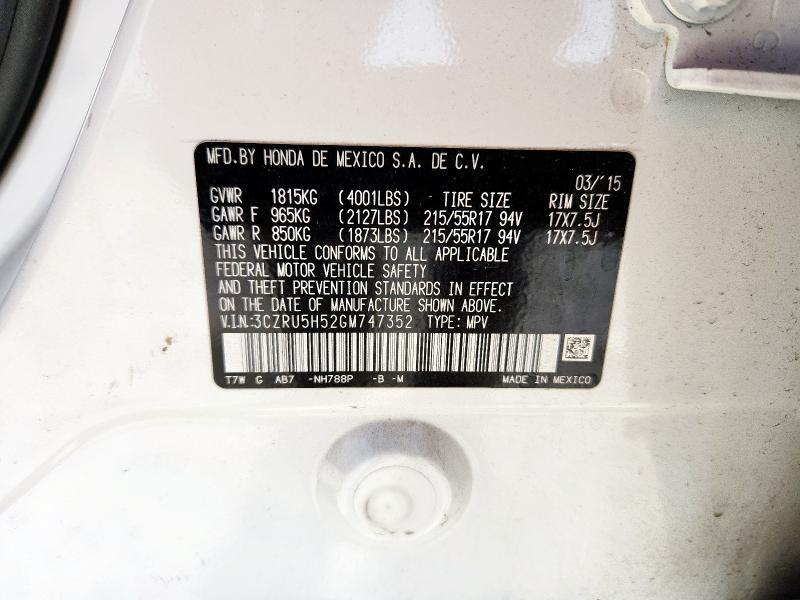 MFD.BY HONDA DE MEXICO S.A. DE C.V.
03/'15
GVWR 1815KG (4001LBS) TIRE SIZE RIM SIZE
GAWR F 965KG (2127LBS) 215/55R17 94V 17X7.5J
GAWR R 850KG (1873LBS) 215/55R17 94V 17X7.5J
THIS VEHICLE CONFORMS TO ALL APPLICABLE
FEDERAL MOTOR VEHICLE SAFETY
AND THEFT PREVENTION STANDARDS IN EFFECT
ON THE DATE OF MANUFACTURE SHOWN ABOVE.
V.I.N:3CZRU5H52GM747352 TYPE: MPV
T7W G AB7 -NH788P -B -M MADE IN MEXICO